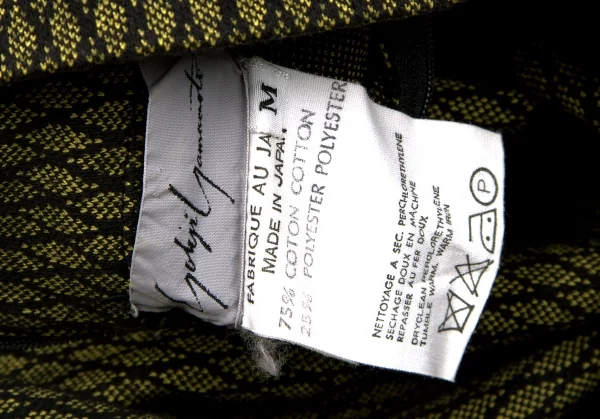 Yohji Yamamoto
M
FABRIQUE AU JA
MADE IN JAPAN.
75% COTON COTTON
25% POLYESTER POLYESTER
NETTOYAGE A SEC. PERCHLORETHYLENE
SECHAGE DOUX EN MACHINE
REPASSER AU FER DOUX
DRYCLEAN PERCLORETHYLENE
TUMBLE WARM. WARM IRON
P